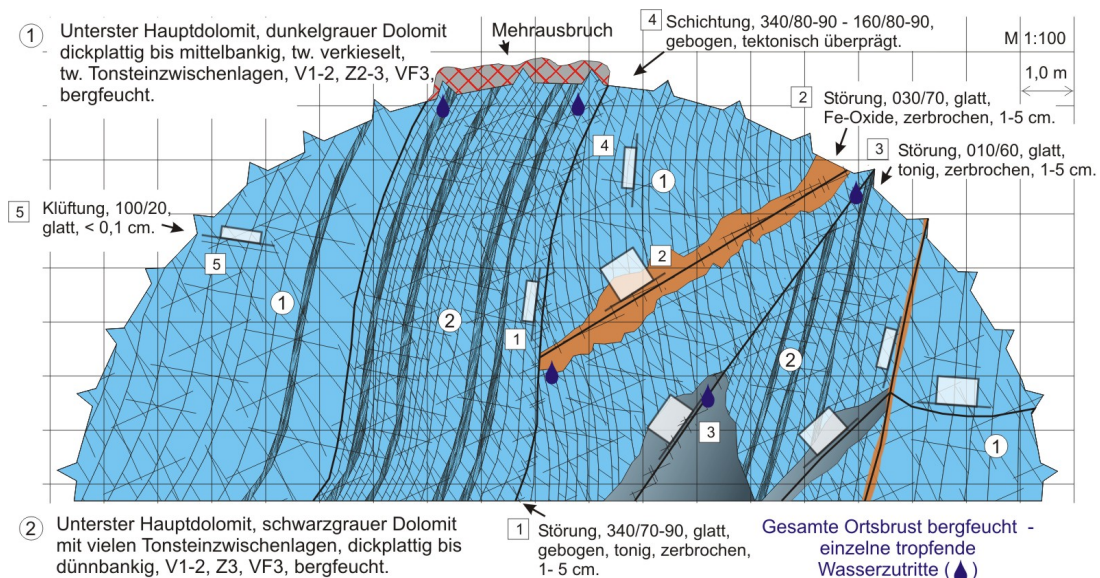 1 Unterster Hauptdolomit, dunkelgrauer Dolomit
dickplattig bis mittelbankig, tw. verkieselt,
tw. Tonsteinzwischenlagen, V1-2, Z2-3, VF3,
bergfeucht.
Mehrausbruch
4 Schichtung, 340/80-90 - 160/80-90,
gebogen, tektonisch überprägt.
M 1:100
1,0 m
2 Störung, 030/70, glatt,
Fe-Oxide, zerbrochen, 1-5 cm.
3 Störung, 010/60, glatt,
tonig, zerbrochen, 1-5 cm.
5 Klüftung, 100/20,
glatt, < 0,1 cm.
4
1
2
5
1
2
1
2
3
1
2 Unterster Hauptdolomit, schwarzgrauer Dolomit
mit vielen Tonsteinzwischenlagen, dickplattig bis
dünnbankig, V1-2, Z3, VF3, bergfeucht.
1 Störung, 340/70-90, glatt,
gebogen, tonig, zerbrochen,
1- 5 cm.
Gesamte Ortsbrust bergfeucht -
einzelne tropfende
Wasserzutritte ( )